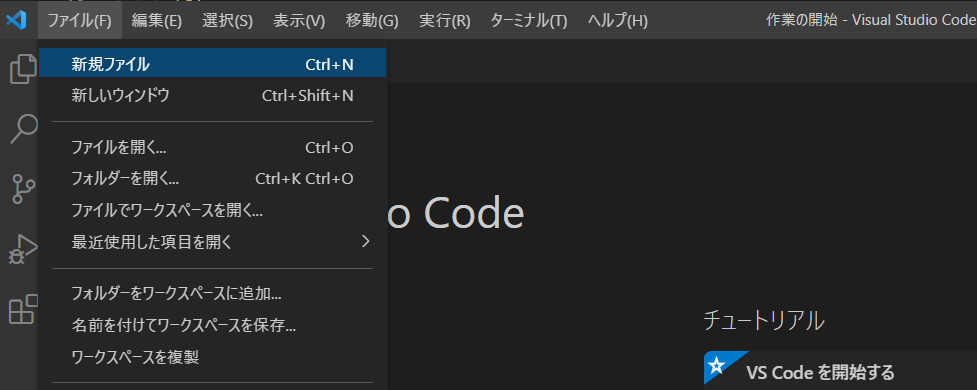 ファイル(F) 編集(E) 選択(S) 表示(V) 移動(G) 実行(R) ターミナル(T) ヘルプ(H) 作業の開始 - Visual Studio Code
新規ファイル Ctrl+N
新しいウィンドウ Ctrl+Shift+N
ファイルを開く... Ctrl+O
フォルダーを開く... Ctrl+K Ctrl+O
ファイルでワークスペースを開く...
最近使用した項目を開く
フォルダーをワークスペースに追加...
名前を付けてワークスペースを保存...
ワークスペースを複製
o Code
チュートリアル
VS Code を開始する